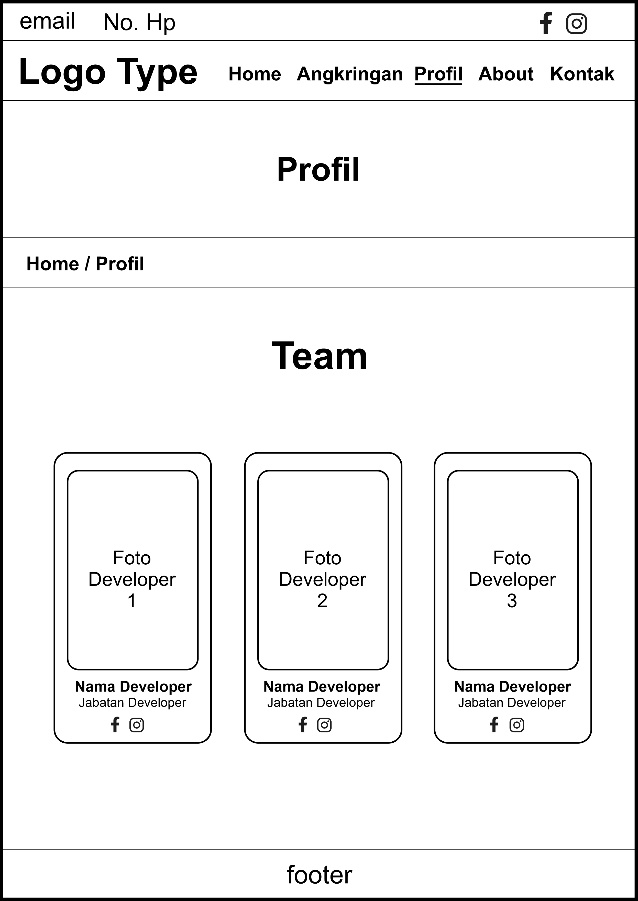 email No. Hp
Logo Type Home Angkringan Profil About Kontak
Profil
Home / Profil
Team
Foto
Developer
1
Nama Developer
Jabatan Developer
Foto
Developer
2
Nama Developer
Jabatan Developer
Foto
Developer
3
Nama Developer
Jabatan Developer
footer